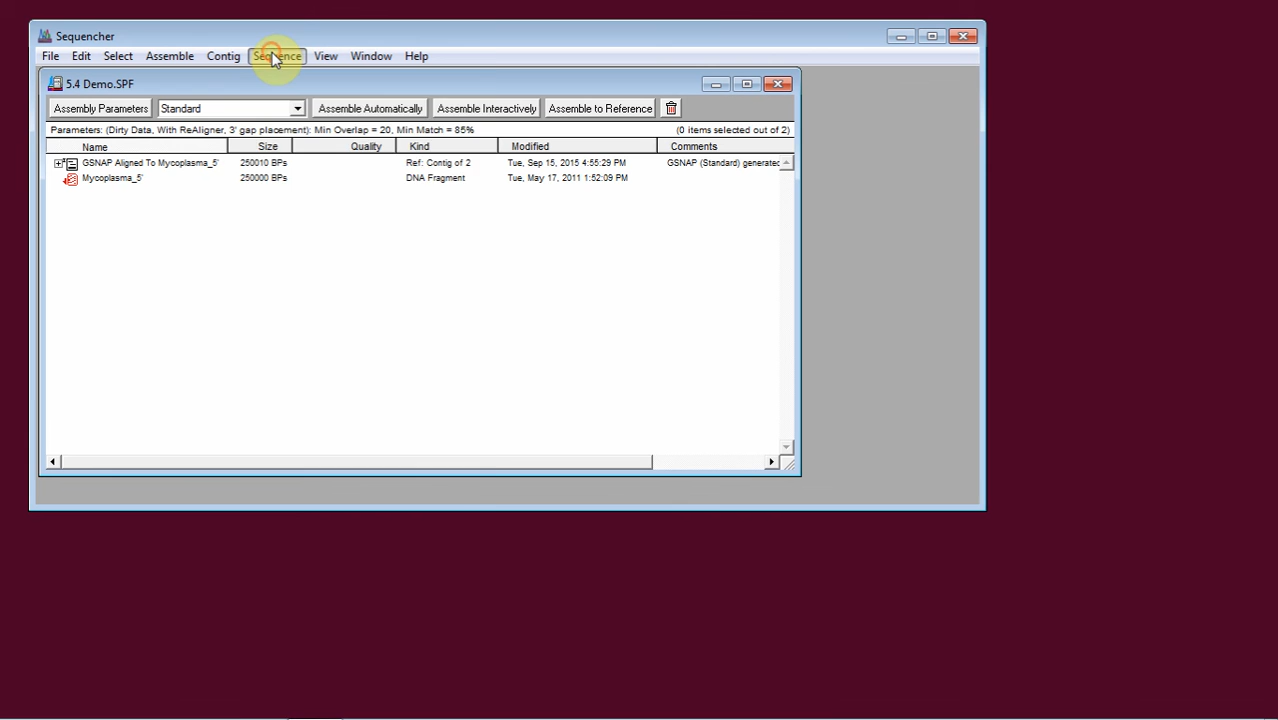 Sequencher
File Edit Select Assemble Contig Sequence View Window Help
5.4 Demo.SPF
Assembly Parameters Standard Assemble Automatically Assemble Interactively Assemble to Reference
Parameters: (Dirty Data, With ReAligner, 3' gap placement): Min Overlap = 20, Min Match = 85% (0 items selected out of 2)
Name Size Quality Kind Modified Comments
GSNAP Aligned To Mycoplasma_5' 250010 BPs Ref: Contig of 2 Tue, Sep 15, 2015 4:55:29 PM GSNAP (Standard) generated
Mycoplasma_5' 250000 BPs DNA Fragment Tue, May 17, 2011 1:52:09 PM